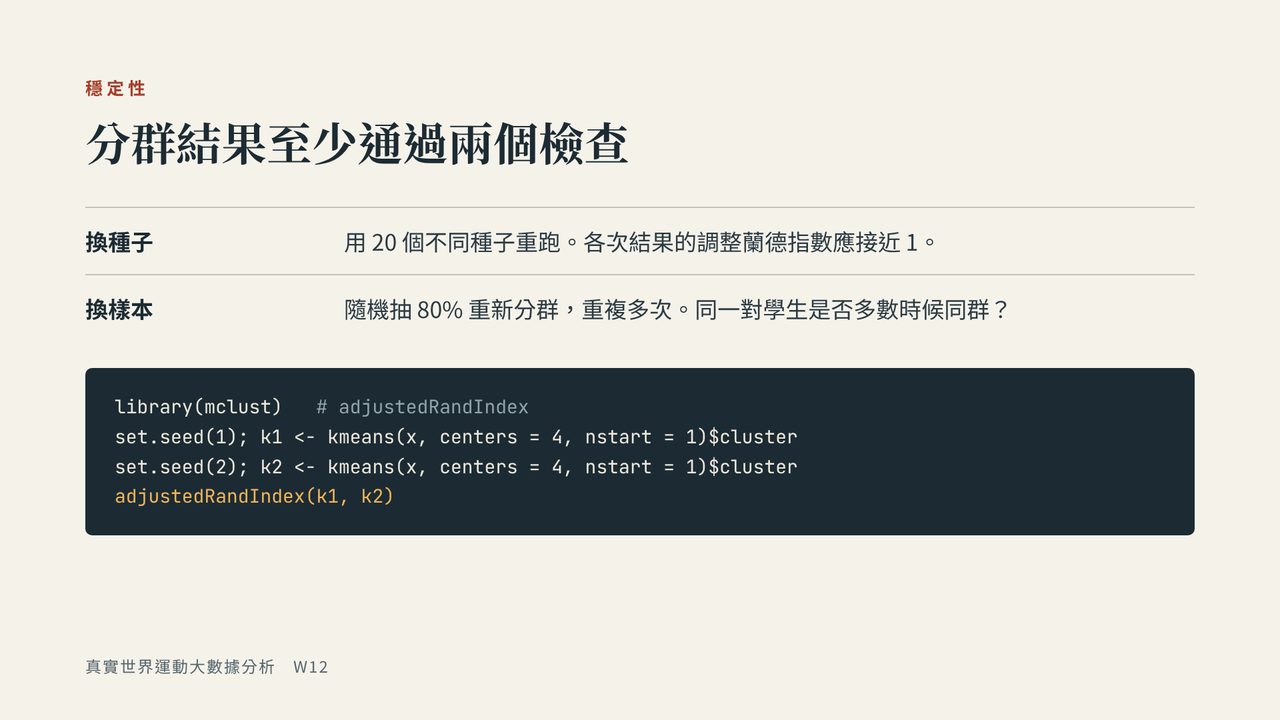 穩定性
分群結果至少通過兩個檢查
換種子 用 20 個不同種子重跑。各次結果的調整蘭德指數應接近 1。
換樣本 隨機抽 80% 重新分群，重複多次。同一對學生是否多數時候同群？
library(mclust)   # adjustedRandIndex
set.seed(1); k1 <- kmeans(x, centers = 4, nstart = 1)$cluster
set.seed(2); k2 <- kmeans(x, centers = 4, nstart = 1)$cluster
adjustedRandIndex(k1, k2)
真實世界運動大數據分析　W12